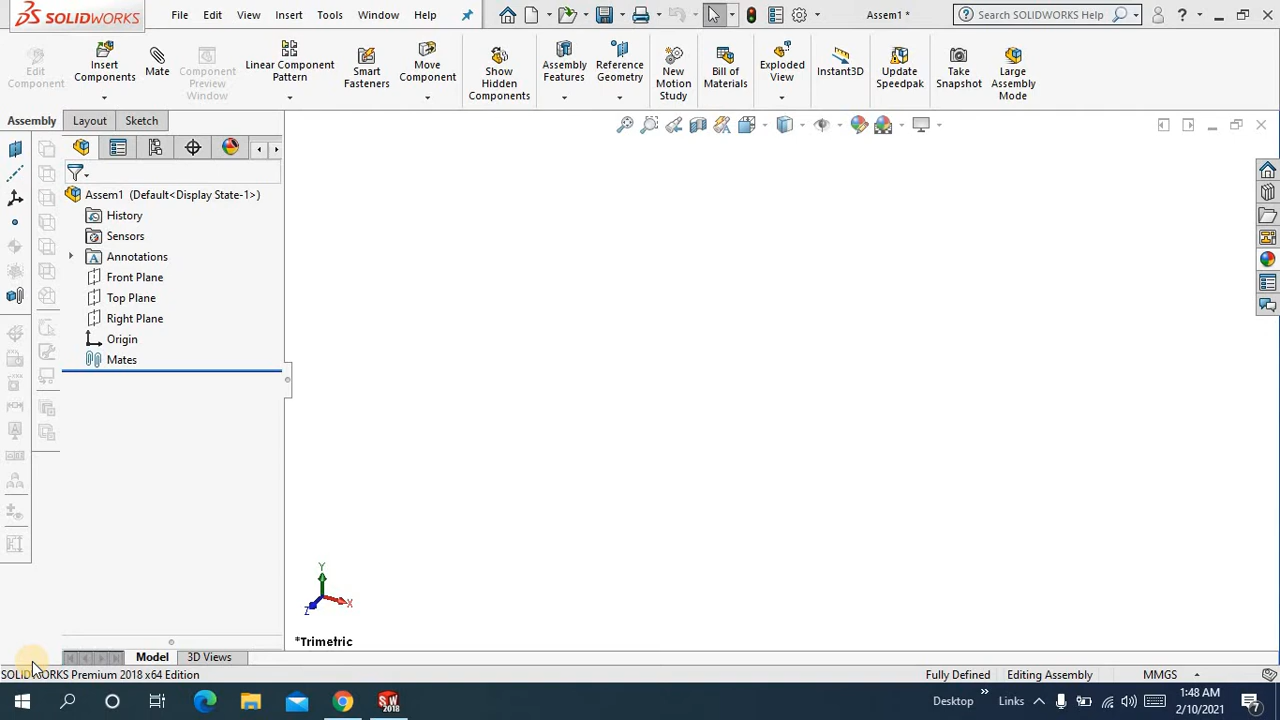 SOLIDWORKS File Edit View Insert Tools Window Help Assem1 * Search SOLIDWORKS Help ?
Edit Component
Insert Components
Mate
Component Preview Window
Linear Component Pattern
Smart Fasteners
Move Component
Show Hidden Components
Assembly Features
Reference Geometry
New Motion Study
Bill of Materials
Exploded View
Instant3D
Update Speedpak
Take Snapshot
Large Assembly Mode
Assembly Layout Sketch
Assem1 (Default<Display State-1>)
History
Sensors
A Annotations
Front Plane
Top Plane
Right Plane
Origin
Mates
Y
X
Z
*Trimetric
Model 3D Views
SOLIDWORKS Premium 2018 x64 Edition Fully Defined Editing Assembly MMGS
SW 2018
Desktop » Links
1:48 AM
2/10/2021
7